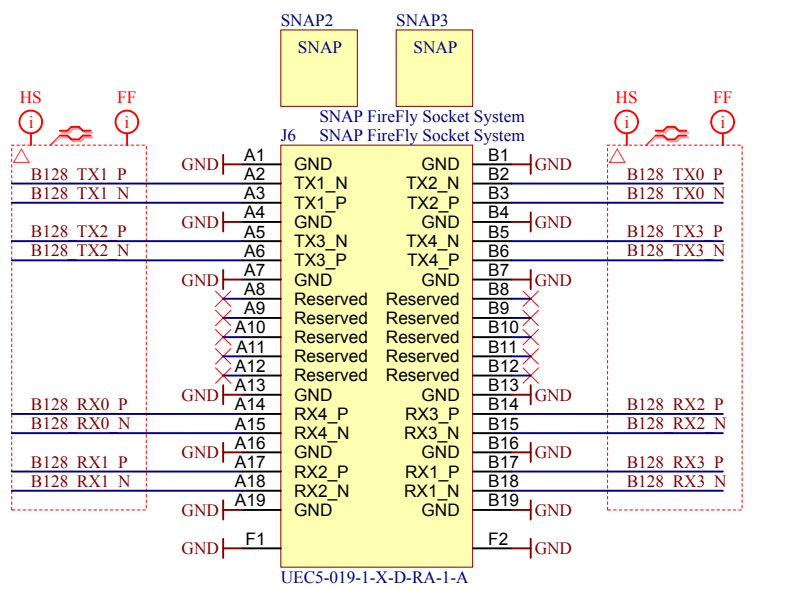 SNAP2 SNAP3
SNAP SNAP
HS FF HS FF
i i i i
SNAP FireFly Socket System
J6 SNAP FireFly Socket System
GND A1 GND GND B1 GND
B128_TX1_P A2 TX1_N TX2_N B2 B128_TX0_P
B128_TX1_N A3 TX1_P TX2_P B3 B128_TX0_N
GND A4 GND GND B4 GND
B128_TX2_P A5 TX3_N TX4_N B5 B128_TX3_P
B128_TX2_N A6 TX3_P TX4_P B6 B128_TX3_N
GND A7 GND GND B7 GND
A8 Reserved Reserved B8
A9 Reserved Reserved B9
A10 Reserved Reserved B10
A11 Reserved Reserved B11
A12 Reserved Reserved B12
GND A13 GND GND B13 GND
B128_RX0_P A14 RX4_P RX3_P B14 B128_RX2_P
B128_RX0_N A15 RX4_N RX3_N B15 B128_RX2_N
GND A16 GND GND B16 GND
B128_RX1_P A17 RX2_P RX1_P B17 B128_RX3_P
B128_RX1_N A18 RX2_N RX1_N B18 B128_RX3_N
GND A19 GND GND B19 GND
GND F1 F2 GND
UEC5-019-1-X-D-RA-1-A